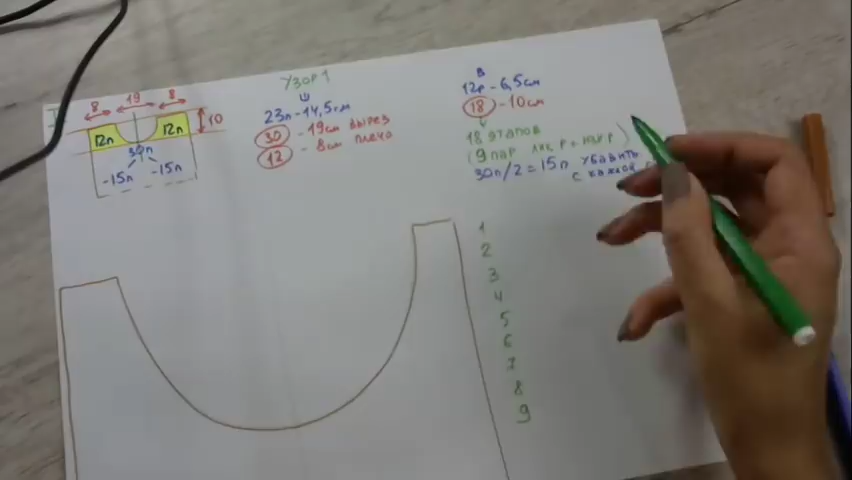 8 19 8
10
12п 12п
30п
-15п -15п
УЗОР 1
23п - 14,5 см
30 - 19см вырез
12 - 8см плечо
В
12р - 6,5см
18 - 10см
18 этапов
(9 пар лиц р + изн р)
30п/2 = 15п убавить
с каждой
1
2
3
4
5
6
7
8
9